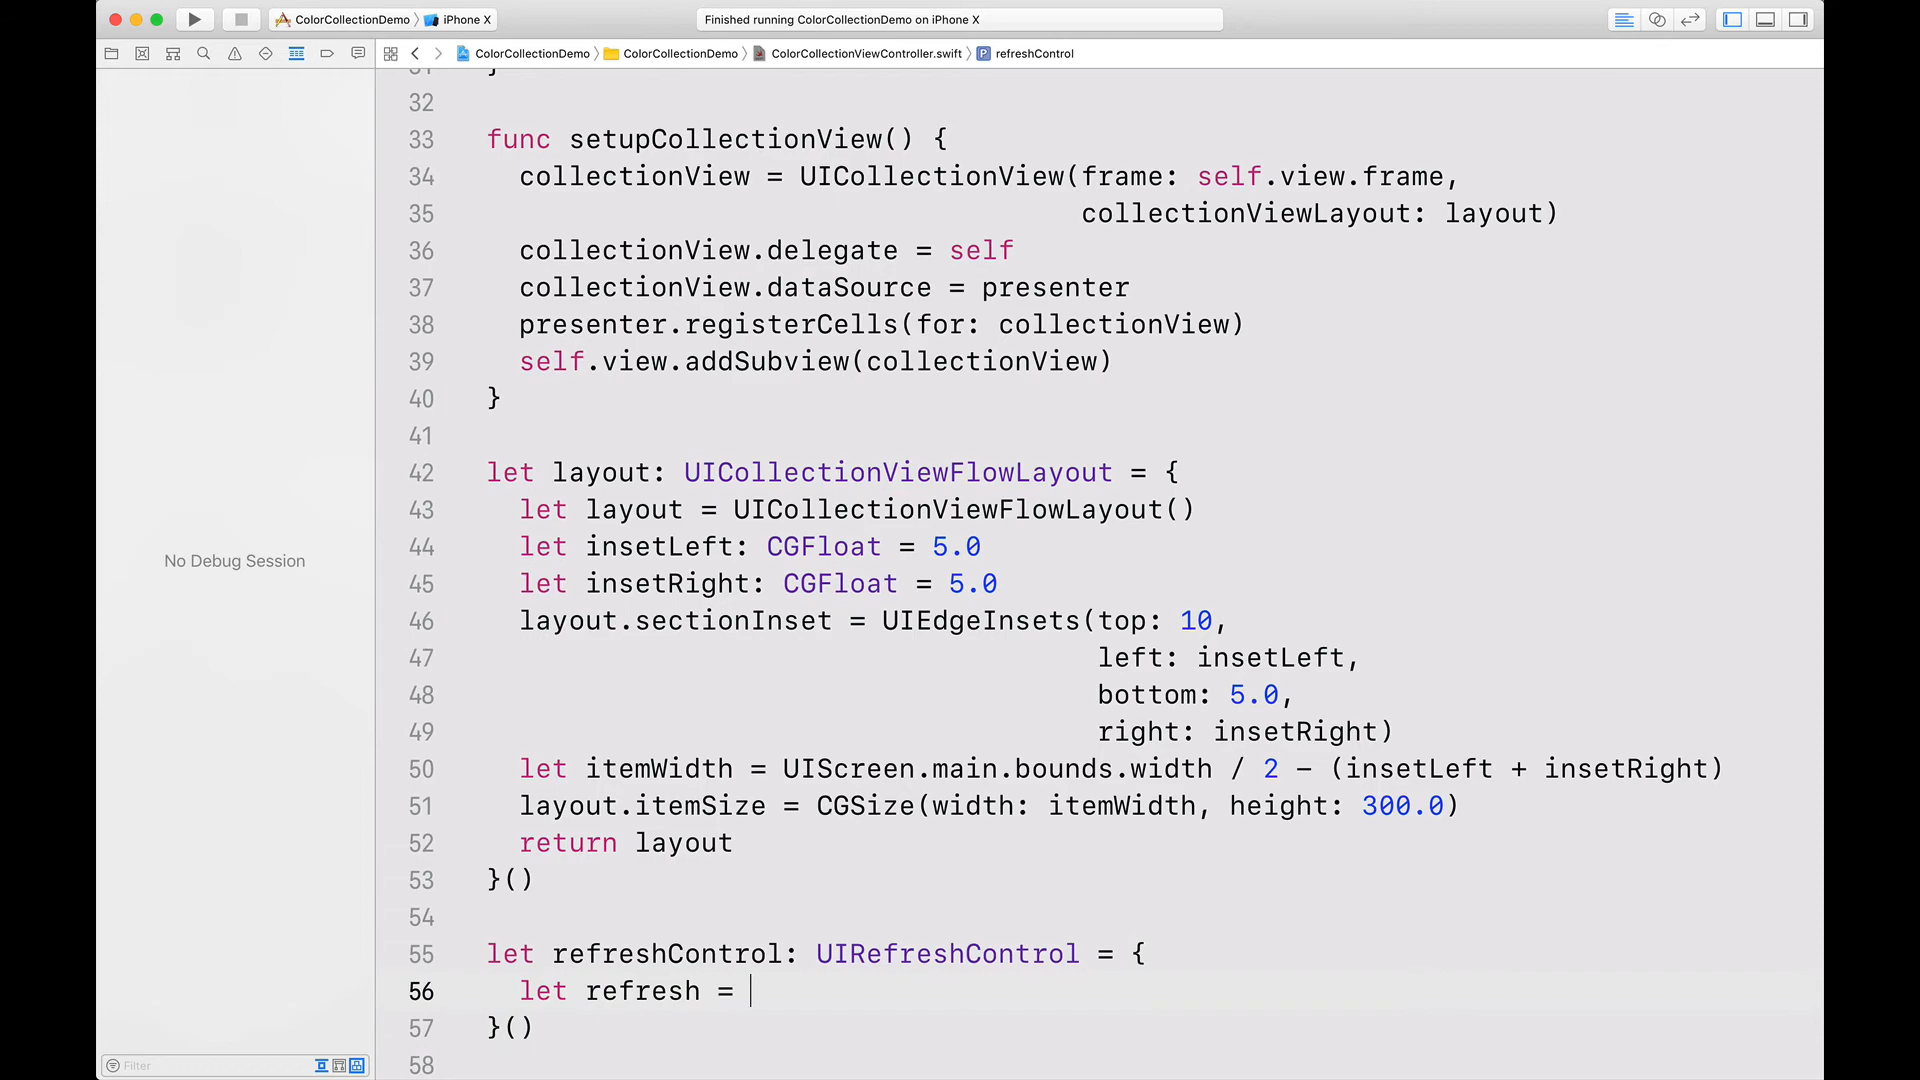 ColorCollectionDemo 〉 iPhone X
Finished running ColorCollectionDemo on iPhone X
ColorCollectionDemo 〉 ColorCollectionDemo 〉 ColorCollectionViewController.swift 〉 P refreshControl
31 }
32
33 func setupCollectionView() {
34 collectionView = UICollectionView(frame: self.view.frame,
35 collectionViewLayout: layout)
36 collectionView.delegate = self
37 collectionView.dataSource = presenter
38 presenter.registerCells(for: collectionView)
39 self.view.addSubview(collectionView)
40 }
41
42 let layout: UICollectionViewFlowLayout = {
43 let layout = UICollectionViewFlowLayout()
44 let insetLeft: CGFloat = 5.0
45 let insetRight: CGFloat = 5.0
46 layout.sectionInset = UIEdgeInsets(top: 10,
47 left: insetLeft,
48 bottom: 5.0,
49 right: insetRight)
50 let itemWidth = UIScreen.main.bounds.width / 2 - (insetLeft + insetRight)
51 layout.itemSize = CGSize(width: itemWidth, height: 300.0)
52 return layout
53 }()
54
55 let refreshControl: UIRefreshControl = {
56 let refresh =
57 }()
58
No Debug Session
Filter